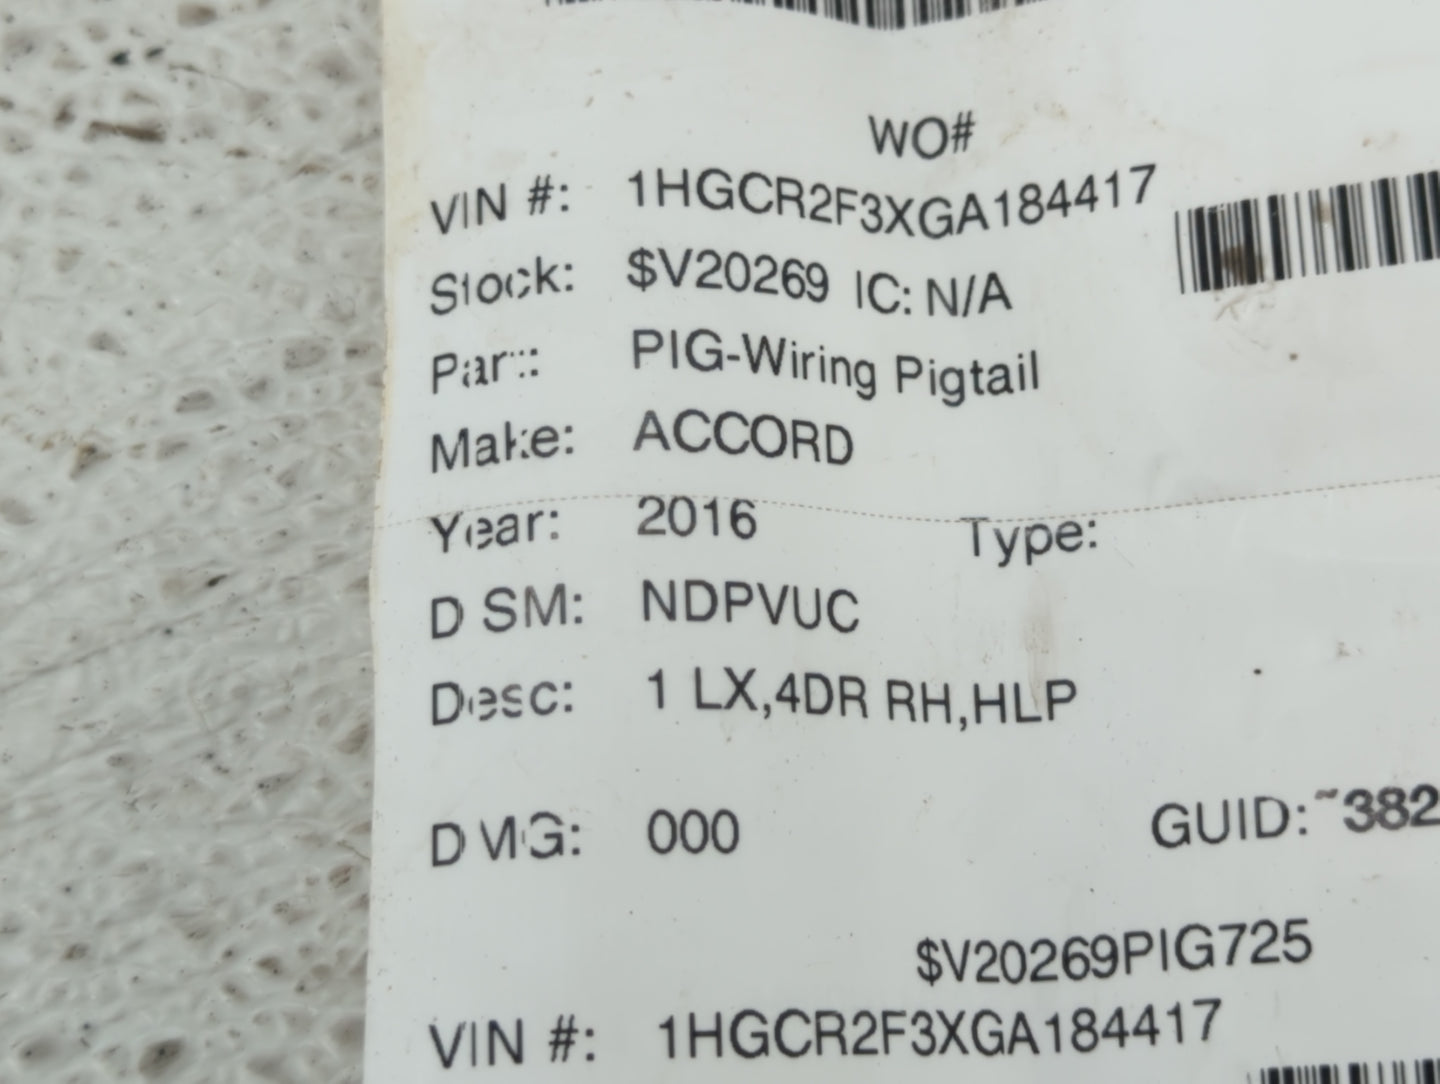 WO#
VIN #: 1HGCR2F3XGA184417
Stock: $V20269 IC: N/A
Part: PIG-Wiring Pigtail
Make: ACCORD
Year: 2016 Type:
DSM: NDPVUC
Desc: 1 LX,4DR RH,HLP
DMG: 000 GUID: ~382
$V20269PIG725
VIN #: 1HGCR2F3XGA184417